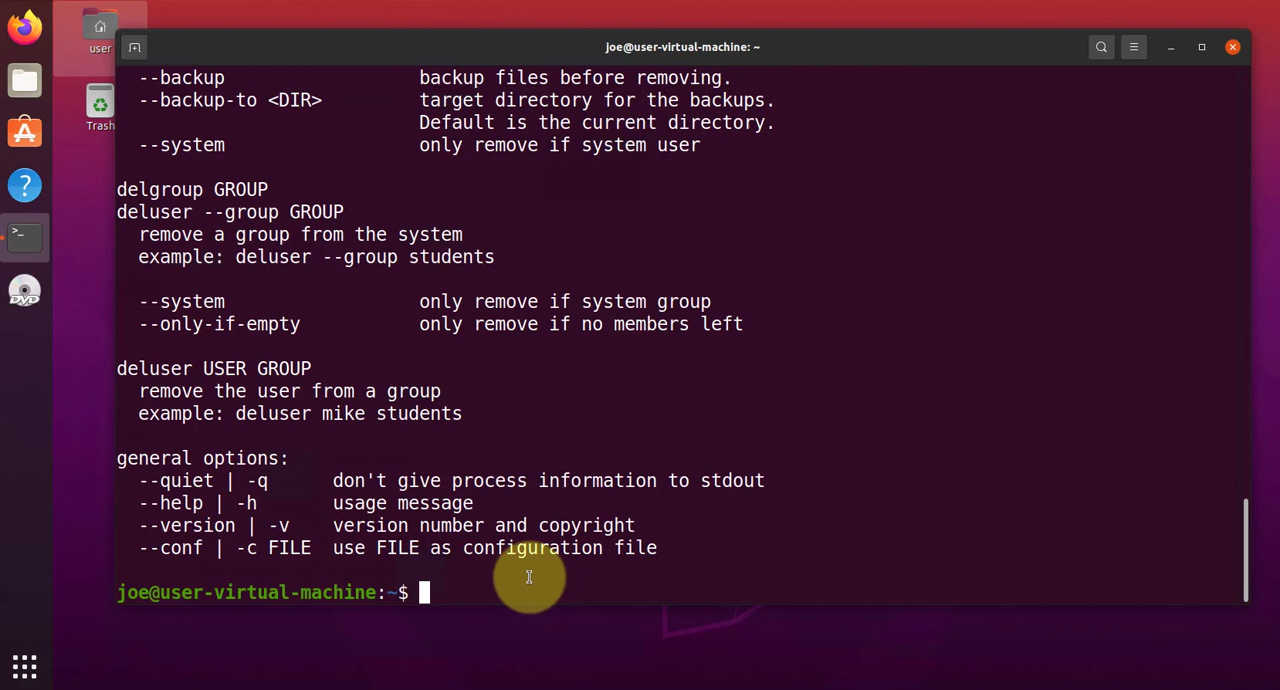 joe@user-virtual-machine: ~
user
Trash
--backup backup files before removing.
--backup-to <DIR> target directory for the backups.
Default is the current directory.
--system only remove if system user
delgroup GROUP
deluser --group GROUP
remove a group from the system
example: deluser --group students
--system only remove if system group
--only-if-empty only remove if no members left
deluser USER GROUP
remove the user from a group
example: deluser mike students
general options:
--quiet | -q don't give process information to stdout
--help | -h usage message
--version | -v version number and copyright
--conf | -c FILE use FILE as configuration file
joe@user-virtual-machine:~$
DVD